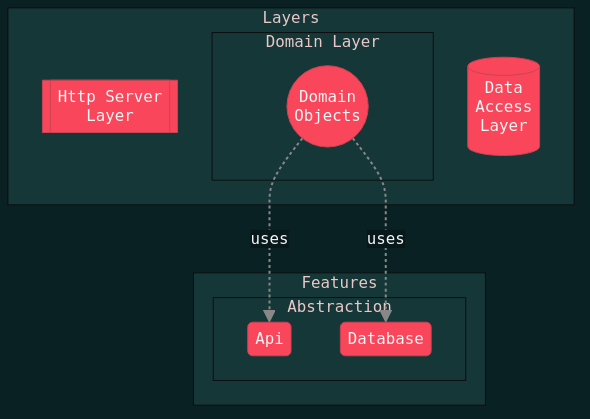 Layers
Domain Layer
Http Server
Layer
Domain
Objects
Data
Access
Layer
uses
uses
Features
Abstraction
Api
Database